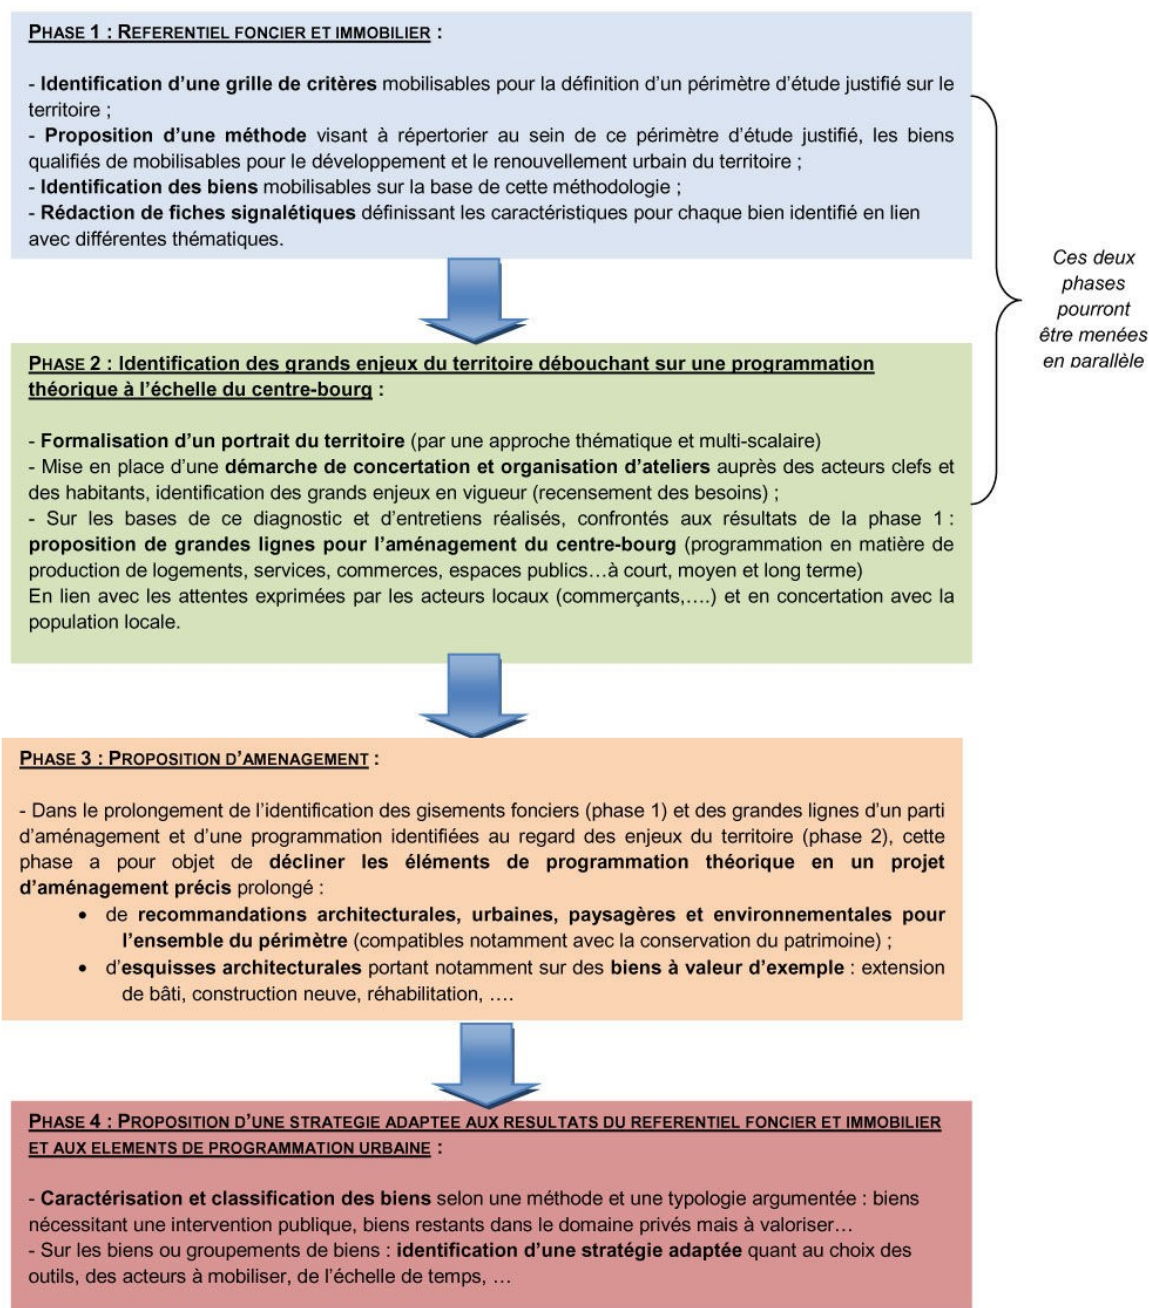 PHASE 1 : REFERENTIEL FONCIER ET IMMOBILIER :
- Identification d'une grille de critères mobilisables pour la définition d'un périmètre d'étude justifié sur le
territoire ;
- Proposition d'une méthode visant à répertorier au sein de ce périmètre d'étude justifié, les biens
qualifiés de mobilisables pour le développement et le renouvellement urbain du territoire ;
- Identification des biens mobilisables sur la base de cette méthodologie ;
- Rédaction de fiches signalétiques définissant les caractéristiques pour chaque bien identifié en lien
avec différentes thématiques.
Ces deux
phases
pourront
être menées
en parallèle
PHASE 2 : Identification des grands enjeux du territoire débouchant sur une programmation
théorique à l'échelle du centre-bourg :
- Formalisation d'un portrait du territoire (par une approche thématique et multi-scalaire)
- Mise en place d'une démarche de concertation et organisation d'ateliers auprès des acteurs clefs et
des habitants, identification des grands enjeux en vigueur (recensement des besoins) ;
- Sur les bases de ce diagnostic et d'entretiens réalisés, confrontés aux résultats de la phase 1 :
proposition de grandes lignes pour l'aménagement du centre-bourg (programmation en matière de
production de logements, services, commerces, espaces publics…à court, moyen et long terme)
En lien avec les attentes exprimées par les acteurs locaux (commerçants,….) et en concertation avec la
population locale.
PHASE 3 : PROPOSITION D'AMENAGEMENT :
- Dans le prolongement de l'identification des gisements fonciers (phase 1) et des grandes lignes d'un parti
d'aménagement et d'une programmation identifiées au regard des enjeux du territoire (phase 2), cette
phase a pour objet de décliner les éléments de programmation théorique en un projet
d'aménagement précis prolongé :
• de recommandations architecturales, urbaines, paysagères et environnementales pour
l'ensemble du périmètre (compatibles notamment avec la conservation du patrimoine) ;
• d'esquisses architecturales portant notamment sur des biens à valeur d'exemple : extension
de bâti, construction neuve, réhabilitation, ….
PHASE 4 : PROPOSITION D'UNE STRATEGIE ADAPTEE AUX RESULTATS DU REFERENTIEL FONCIER ET IMMOBILIER
ET AUX ELEMENTS DE PROGRAMMATION URBAINE :
- Caractérisation et classification des biens selon une méthode et une typologie argumentée : biens
nécessitant une intervention publique, biens restants dans le domaine privés mais à valoriser…
- Sur les biens ou groupements de biens : identification d'une stratégie adaptée quant au choix des
outils, des acteurs à mobiliser, de l'échelle de temps, …